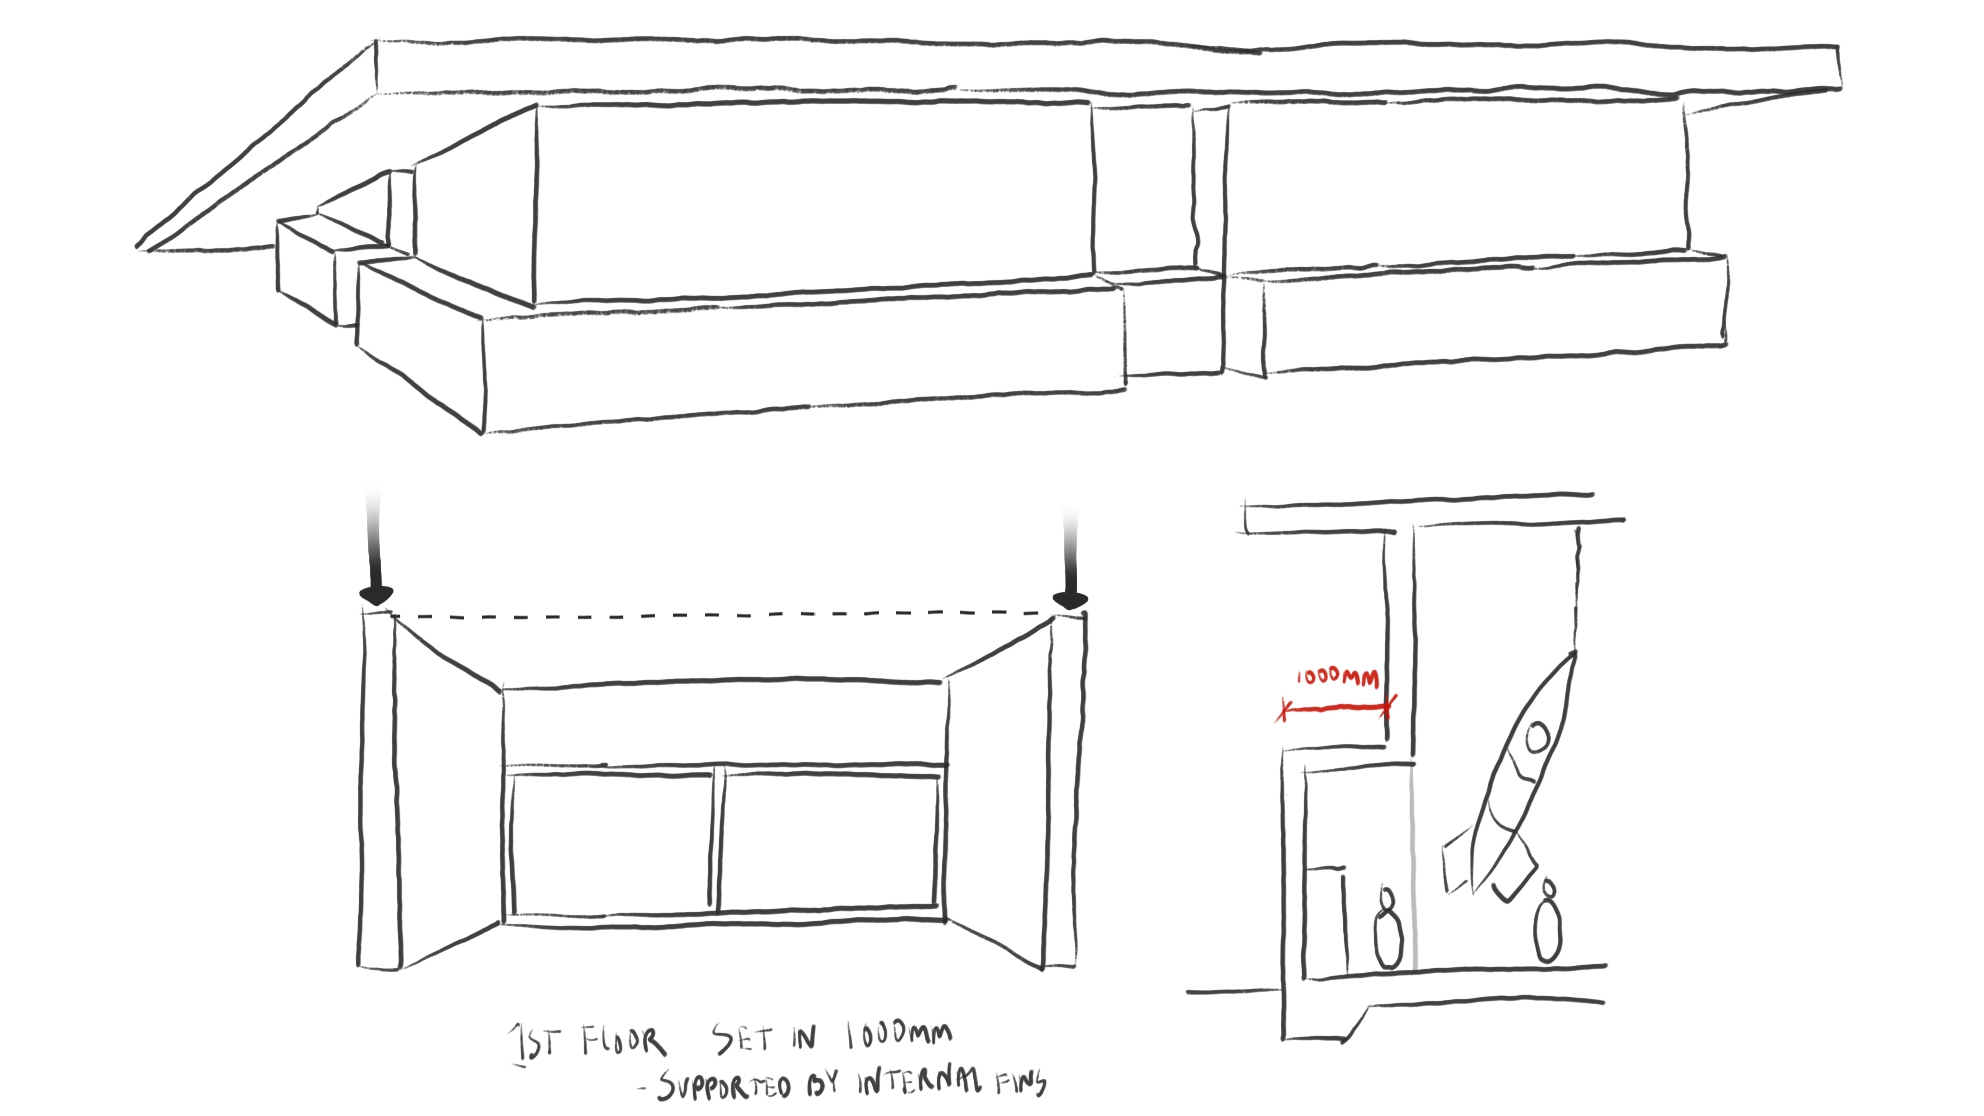 1000MM
1ST FLOOR SET IN 1000MM
- SUPPORTED BY INTERNAL FINS